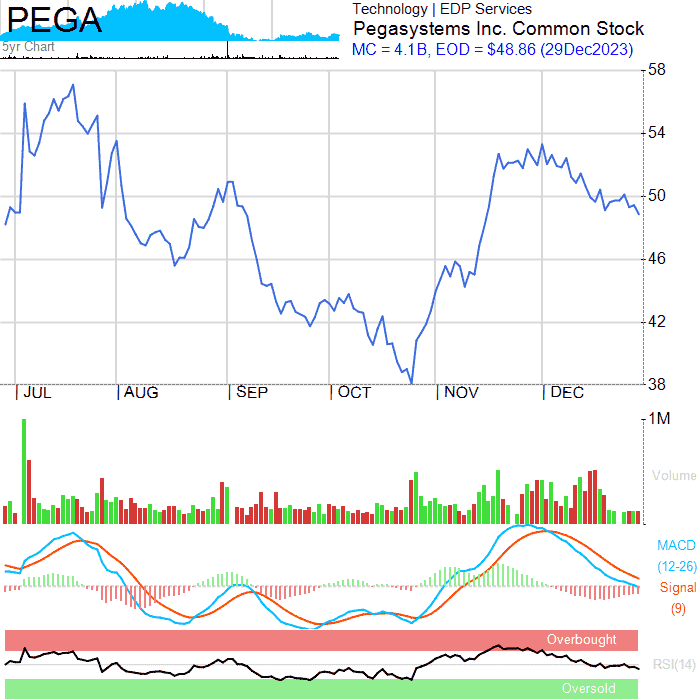 PEGA
5yr Chart
Technology | EDP Services
Pegasystems Inc. Common Stock
MC = 4.1B, EOD = $48.86 (29Dec2023)
58
54
50
46
42
38
JUL AUG SEP OCT NOV DEC
1M
Volume
MACD
(12-26)
Signal
(9)
Overbought
RSI(14)
Oversold